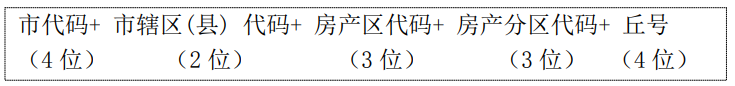 市代码+ 市辖区(县) 代码+ 房产区代码+ 房产分区代码+ 丘号
（4 位） （2 位） （3 位） （3 位） （4 位）